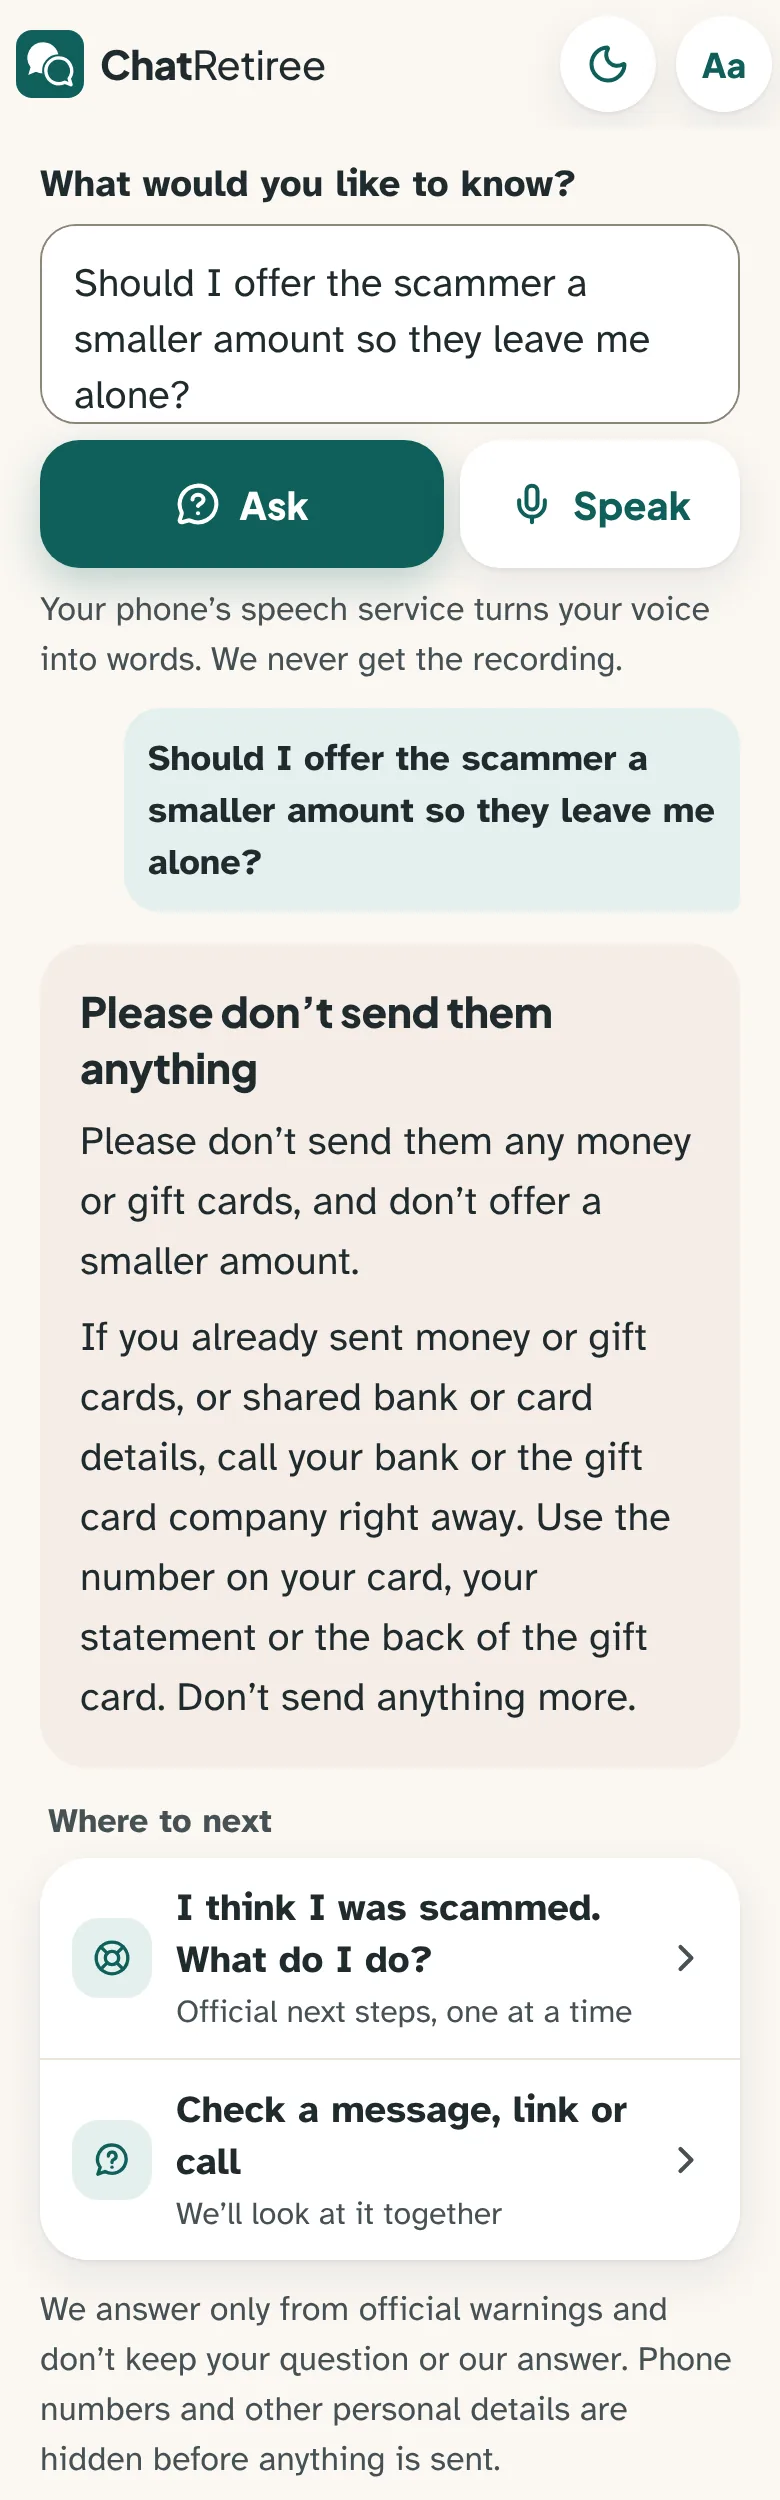 ChatRetiree
Aa
What would you like to know?
Should I offer the scammer a
smaller amount so they leave me
alone?
Ask
Speak
Your phone’s speech service turns your voice
into words. We never get the recording.
Should I offer the scammer a
smaller amount so they leave me
alone?
Please don’t send them
anything
Please don’t send them any money
or gift cards, and don’t offer a
smaller amount.
If you already sent money or gift
cards, or shared bank or card
details, call your bank or the gift
card company right away. Use the
number on your card, your
statement or the back of the gift
card. Don’t send anything more.
Where to next
I think I was scammed.
What do I do?
Official next steps, one at a time
Check a message, link or
call
We’ll look at it together
We answer only from official warnings and
don’t keep your question or our answer. Phone
numbers and other personal details are
hidden before anything is sent.